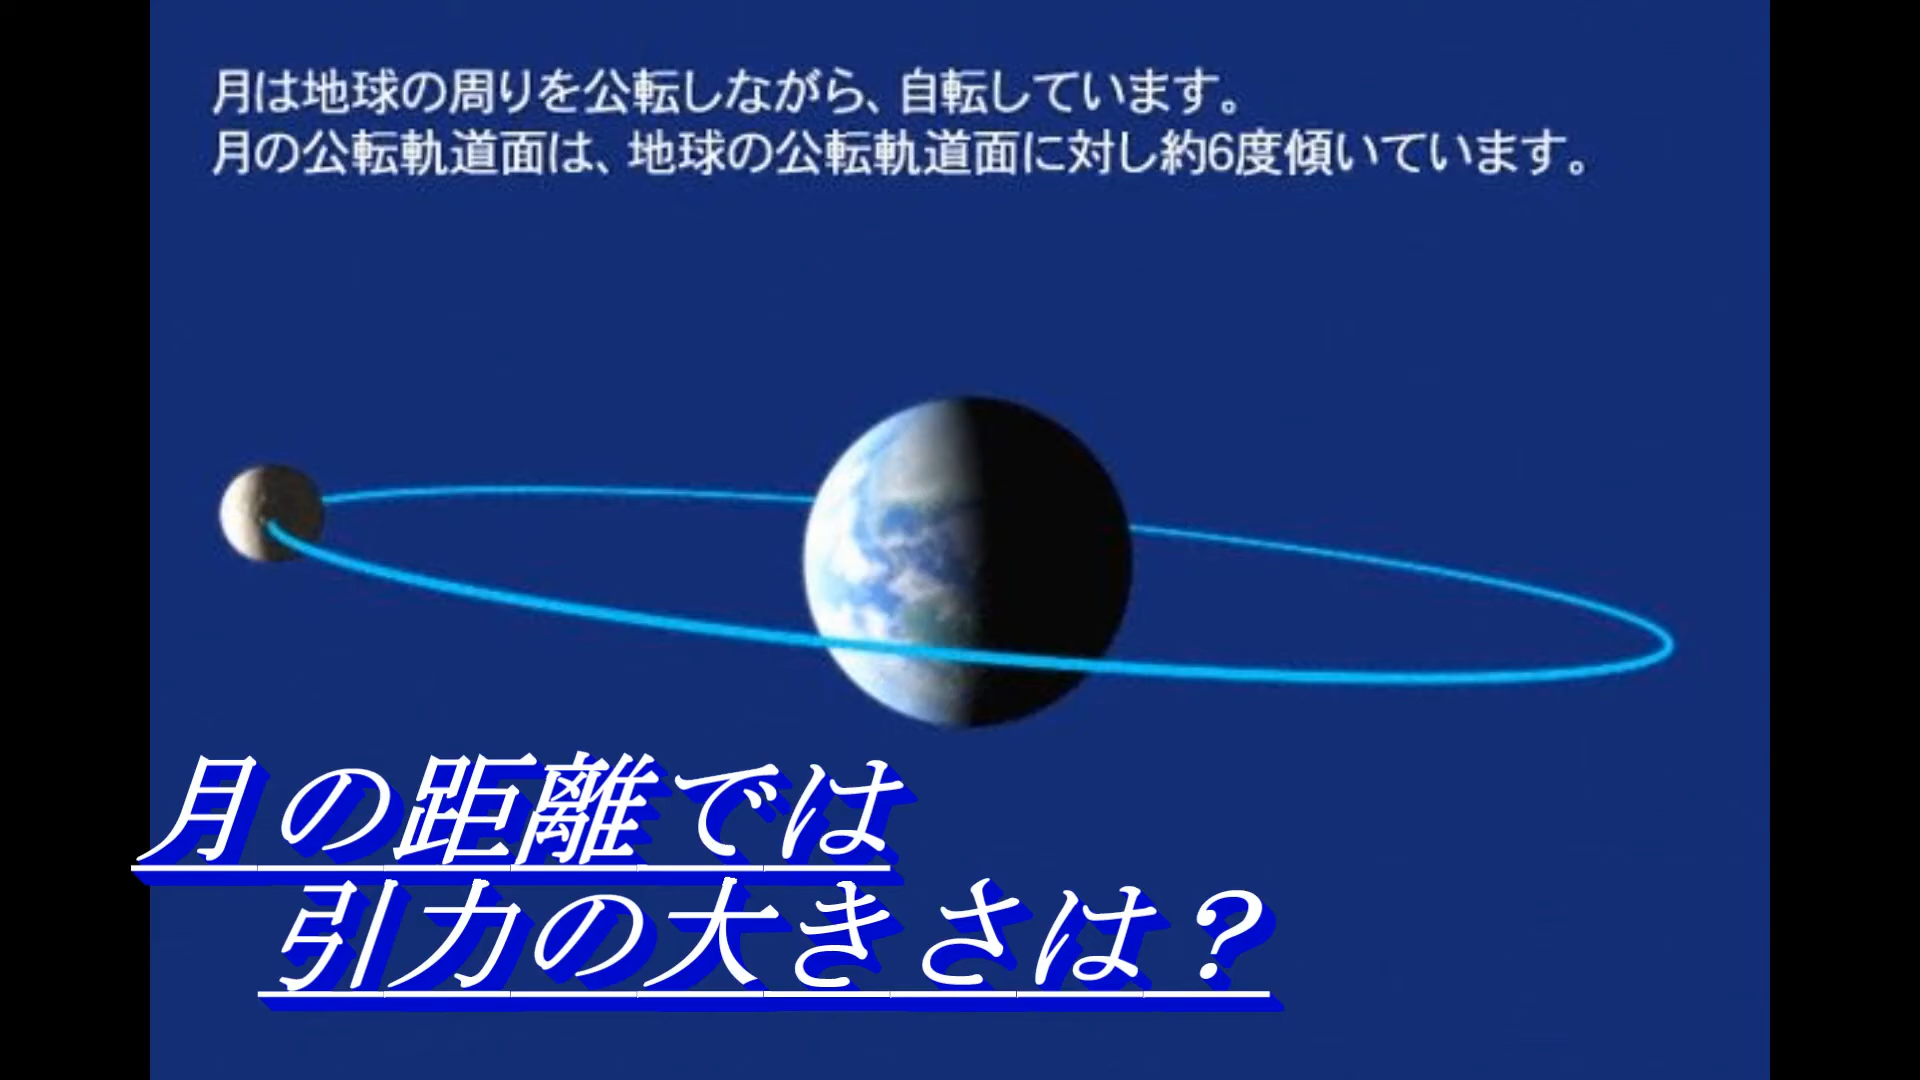 月は地球の周りを公転しながら、自転しています。
月の公転軌道面は、地球の公転軌道面に対し約6度傾いています。
月の距離では
引力の大きさは？